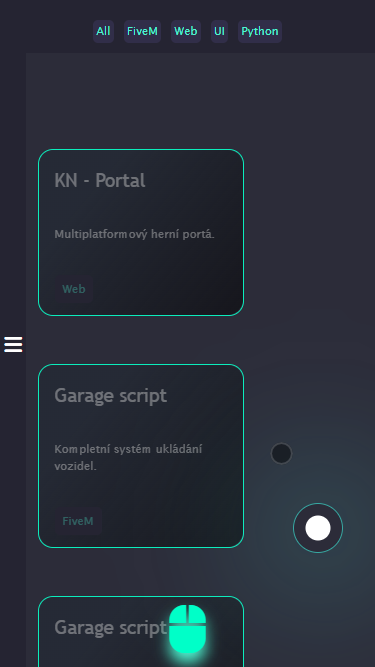 All FiveM Web UI Python
KN - Portal
Multiplatformový herní portá.
Web
Garage script
Kompletní systém ukládání
vozidel.
FiveM
Garage script